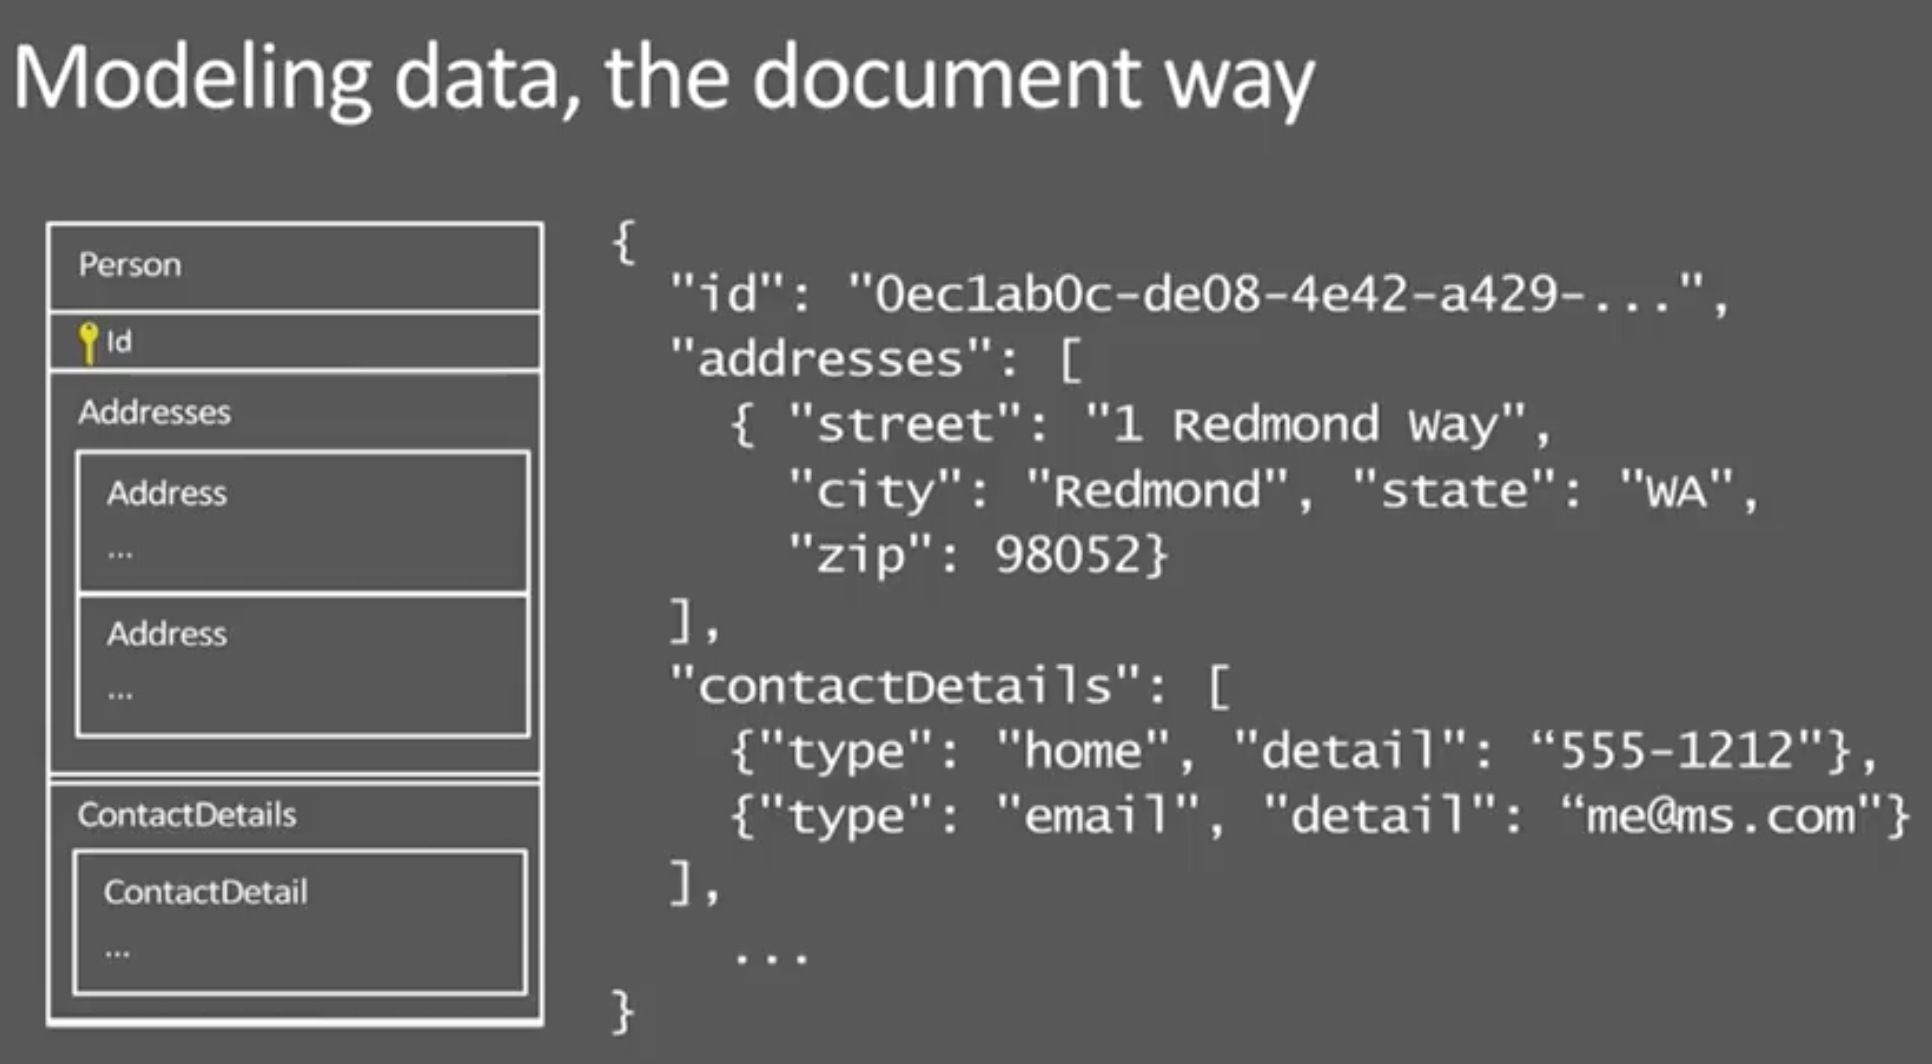 Modeling data, the document way
Person
Id
Addresses
Address
...
Address
...
ContactDetails
ContactDetail
...
{
"id": "0ec1ab0c-de08-4e42-a429-...",
"addresses": [
{ "street": "1 Redmond Way",
"city": "Redmond", "state": "WA",
"zip": 98052}
],
"contactDetails": [
{"type": "home", "detail": “555-1212"},
{"type": "email", "detail": “me@ms.com"}
],
...
}